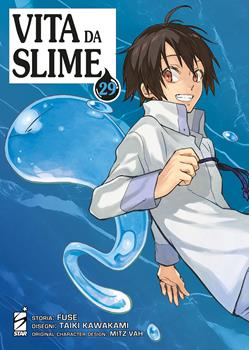 VITA DA
SLIME
29
STORIA: FUSE
DISEGNI: TAIKI KAWAKAMI
ORIGINAL CHARACTER DESIGN: MITZ VAH
STAR